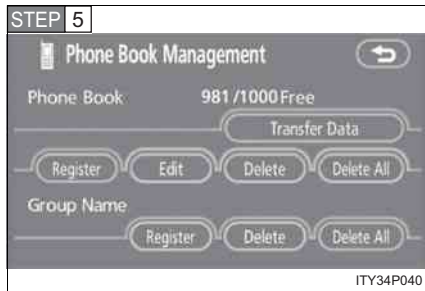 STEP 5
Phone Book Management
Phone Book 981/1000 Free
Transfer Data
Register Edit Delete Delete All
Group Name
Register Delete Delete All
ITY34P040